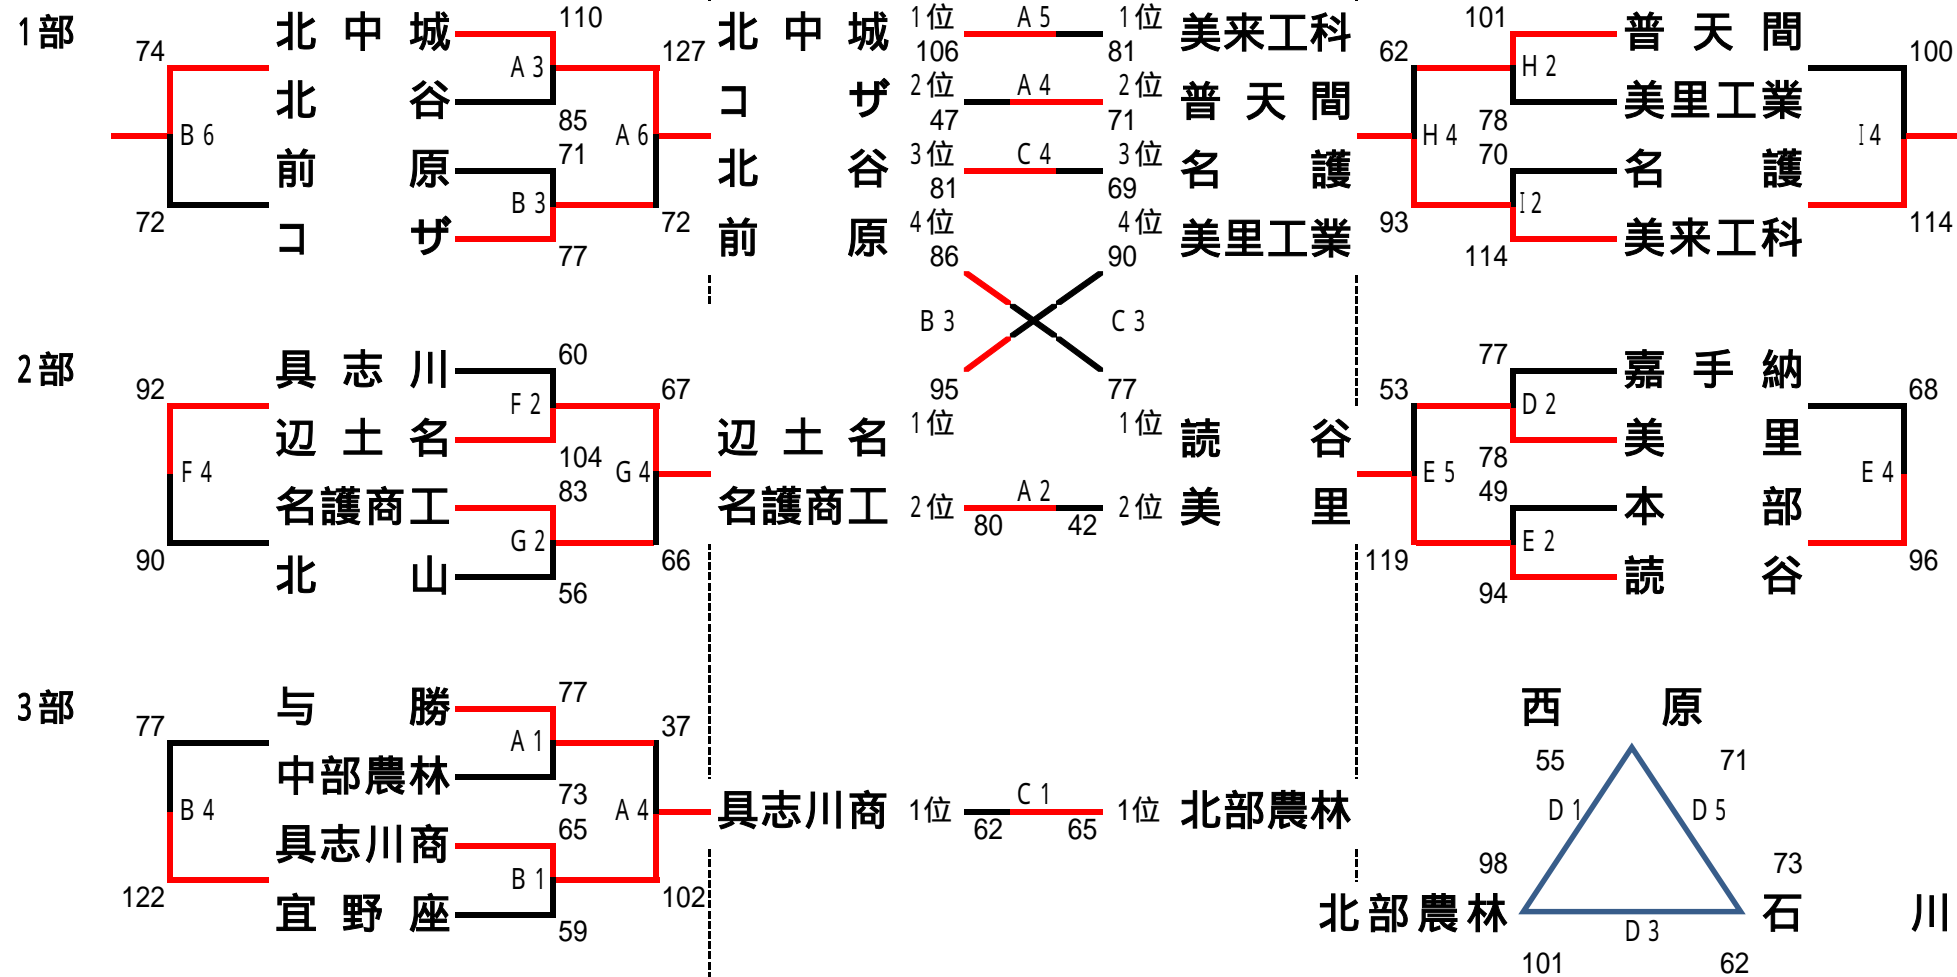 1部
北中城
北谷
前原
コザ
110
85
71
77
A3
B3
127
72
A6
74
72
B6
北中城 1位 106 A5 81 1位 美来工科
コザ 2位 47 A4 71 2位 普天間
北谷 3位 81 C4 69 3位 名護
前原 4位 86 90 4位 美里工業
B3 C3
95 77
101
78
70
114
H2
I2
普天間
美里工業
名護
美来工科
62
93
H4
100
114
I4
2部
具志川
辺土名
名護商工
北山
60
104
83
56
F2
G2
67
66
G4
92
90
F4
辺土名 1位 1位 読谷
名護商工 2位 80 A2 42 2位 美里
77
78
49
94
D2
E2
嘉手納
美里
本部
読谷
53
119
E5
68
96
E4
3部
与勝
中部農林
具志川商
宜野座
77
73
65
59
A1
B1
37
102
A4
77
122
B4
具志川商 1位 62 C1 65 1位 北部農林
西原
55 71
D1 D5
98 73
北部農林 石川
D3
101 62